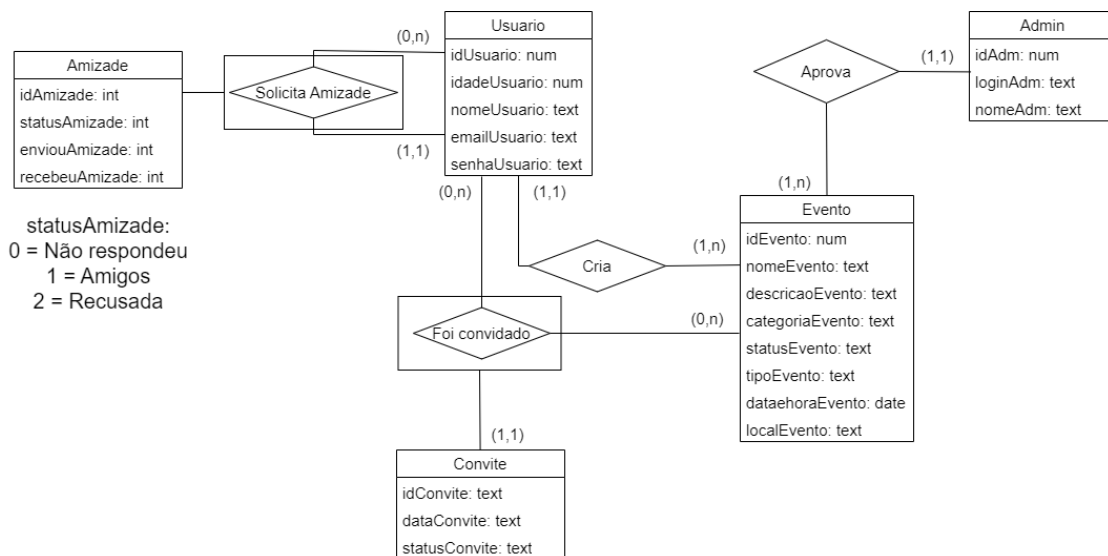 Amizade
idAmizade: int
statusAmizade: int
enviouAmizade: int
recebeuAmizade: int
statusAmizade:
0 = Não respondeu
1 = Amigos
2 = Recusada
Solicita Amizade
(0,n)
(1,1)
Usuario
idUsuario: num
idadeUsuario: num
nomeUsuario: text
emailUsuario: text
senhaUsuario: text
(0,n)
(1,1)
Aprova
(1,1)
(1,n)
Admin
idAdm: num
loginAdm: text
nomeAdm: text
Cria
(1,n)
Evento
idEvento: num
nomeEvento: text
descricaoEvento: text
categoriaEvento: text
statusEvento: text
tipoEvento: text
dataehoraEvento: date
localEvento: text
Foi convidado
(0,n)
(1,1)
Convite
idConvite: text
dataConvite: text
statusConvite: text